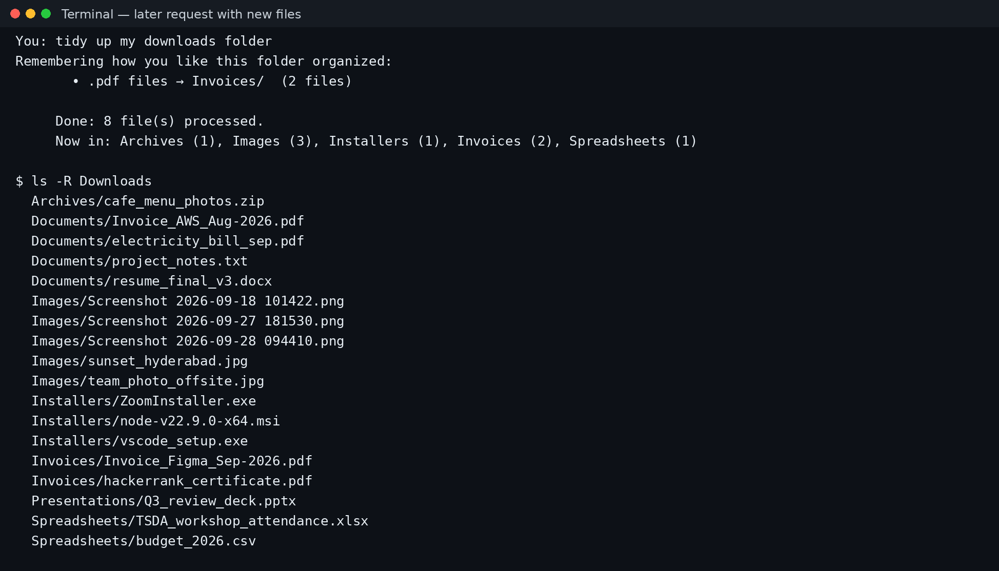 Terminal — later request with new files
You: tidy up my downloads folder
Remembering how you like this folder organized:
• .pdf files → Invoices/  (2 files)
Done: 8 file(s) processed.
Now in: Archives (1), Images (3), Installers (1), Invoices (2), Spreadsheets (1)
$ ls -R Downloads
Archives/cafe_menu_photos.zip
Documents/Invoice_AWS_Aug-2026.pdf
Documents/electricity_bill_sep.pdf
Documents/project_notes.txt
Documents/resume_final_v3.docx
Images/Screenshot 2026-09-18 101422.png
Images/Screenshot 2026-09-27 181530.png
Images/Screenshot 2026-09-28 094410.png
Images/sunset_hyderabad.jpg
Images/team_photo_offsite.jpg
Installers/ZoomInstaller.exe
Installers/node-v22.9.0-x64.msi
Installers/vscode_setup.exe
Invoices/Invoice_Figma_Sep-2026.pdf
Invoices/hackerrank_certificate.pdf
Presentations/Q3_review_deck.pptx
Spreadsheets/TSDA_workshop_attendance.xlsx
Spreadsheets/budget_2026.csv